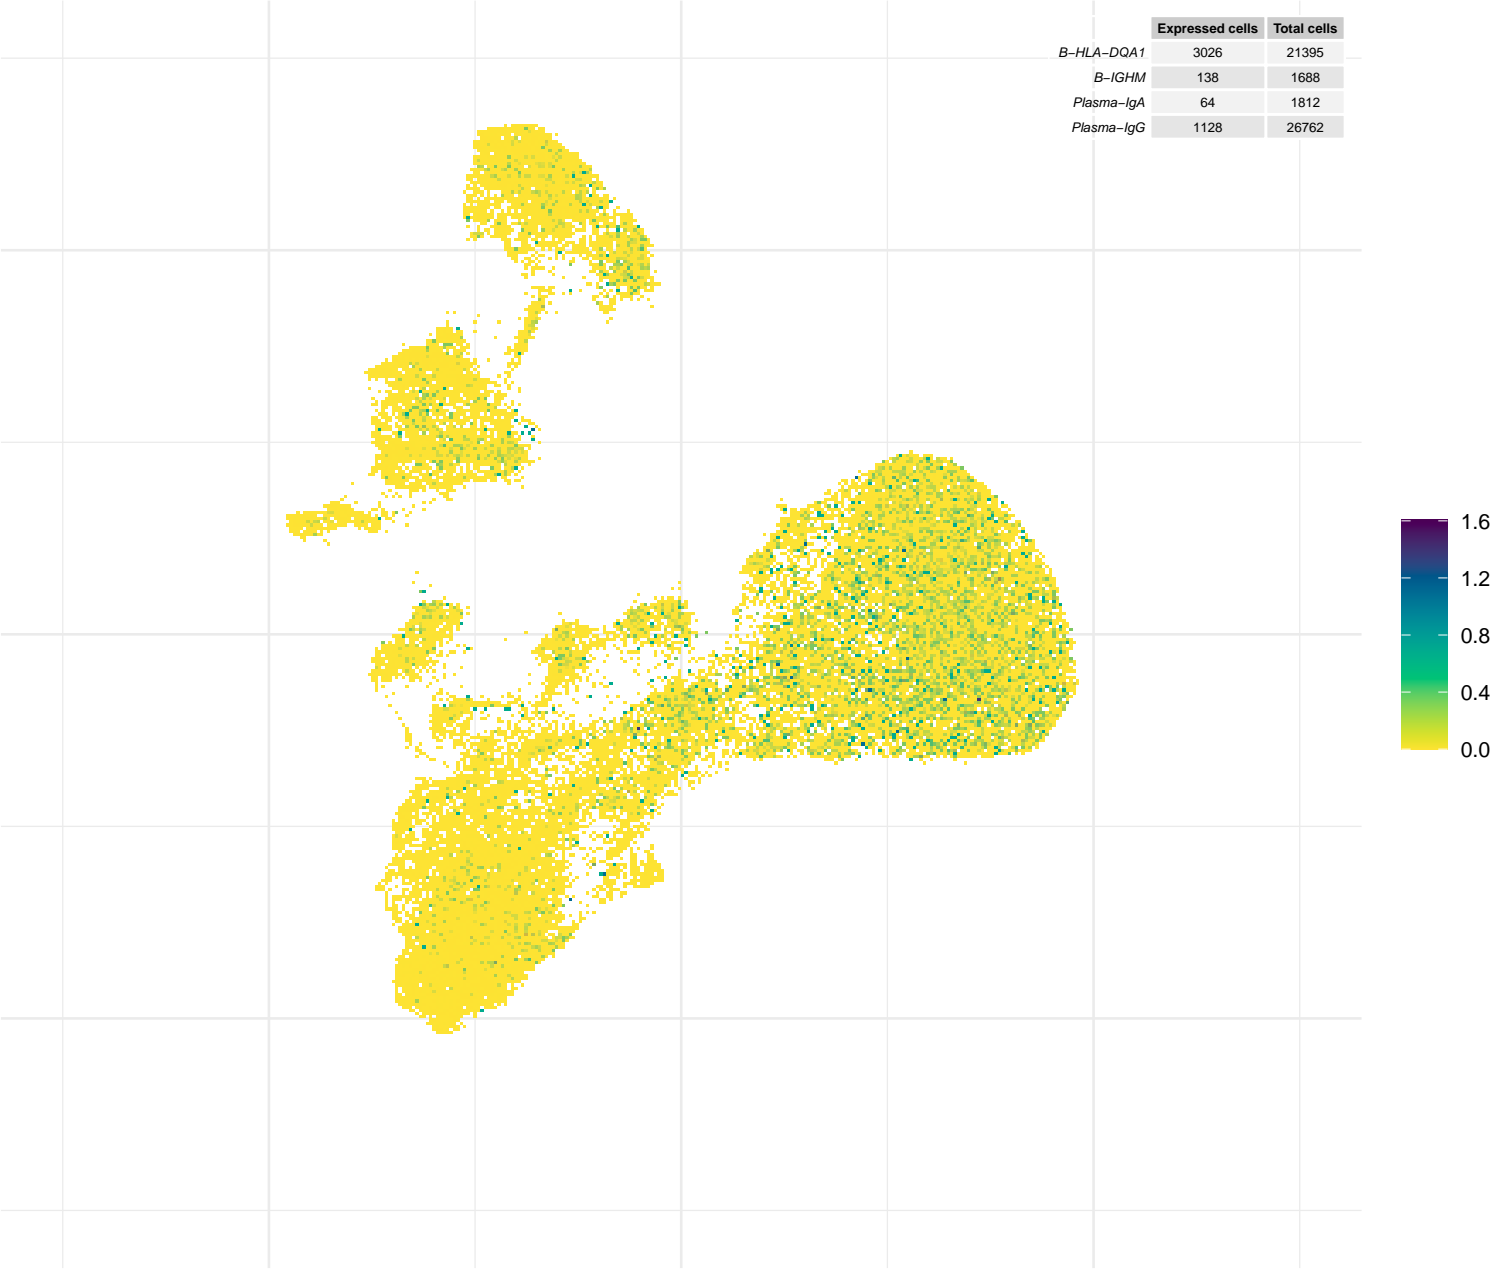 Expressed cells Total cells
B−HLA−DQA1 3026 21395
B−IGHM 138 1688
Plasma−IgA 64 1812
Plasma−IgG 1128 26762
1.6
1.2
0.8
0.4
0.0